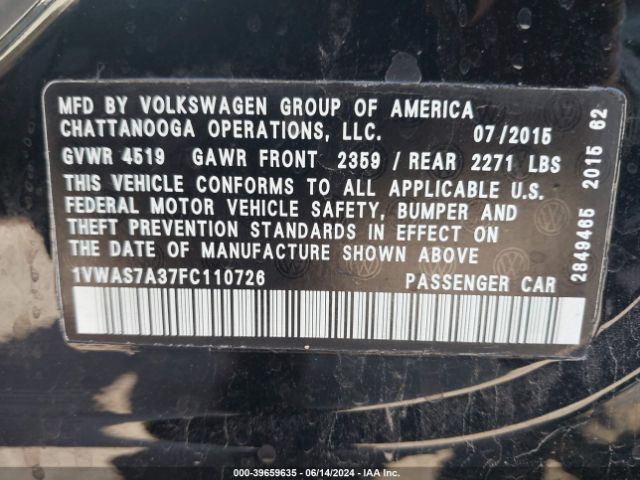 MFD BY VOLKSWAGEN GROUP OF AMERICA
CHATTANOOGA OPERATIONS, LLC. 07/2015
GVWR 4519 GAWR FRONT 2359 / REAR 2271 LBS
THIS VEHICLE CONFORMS TO ALL APPLICABLE U.S.
FEDERAL MOTOR VEHICLE SAFETY, BUMPER AND
THEFT PREVENTION STANDARDS IN EFFECT ON
THE DATE OF MANUFACTURE SHOWN ABOVE
1VWAS7A37FC110726 PASSENGER CAR
2849465 2015 62
000-39659635 - 06/14/2024 - IAA Inc.